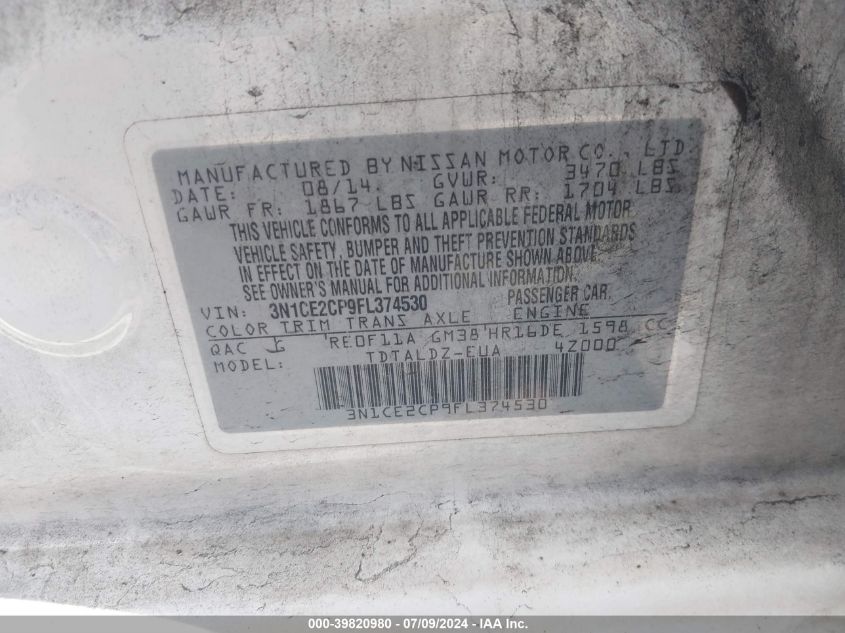 MANUFACTURED BY NISSAN MOTOR CO., LTD.
DATE: 08/14 GVWR: 3470 LBS
GAWR FR: 1867 LBS GAWR RR: 1704 LBS
THIS VEHICLE CONFORMS TO ALL APPLICABLE FEDERAL MOTOR
VEHICLE SAFETY, BUMPER AND THEFT PREVENTION STANDARDS
IN EFFECT ON THE DATE OF MANUFACTURE SHOWN ABOVE.
SEE OWNER'S MANUAL FOR ADDITIONAL INFORMATION.
VIN: 3N1CE2CP9FL374530 PASSENGER CAR
COLOR TRIM TRANS AXLE ENGINE
QAC G RE0F11A GM38 HR16DE 1598 CC
MODEL: TDTALDZ-EUA 4Z000
3N1CE2CP9FL374530
000-39820980 - 07/09/2024 - IAA, Inc.